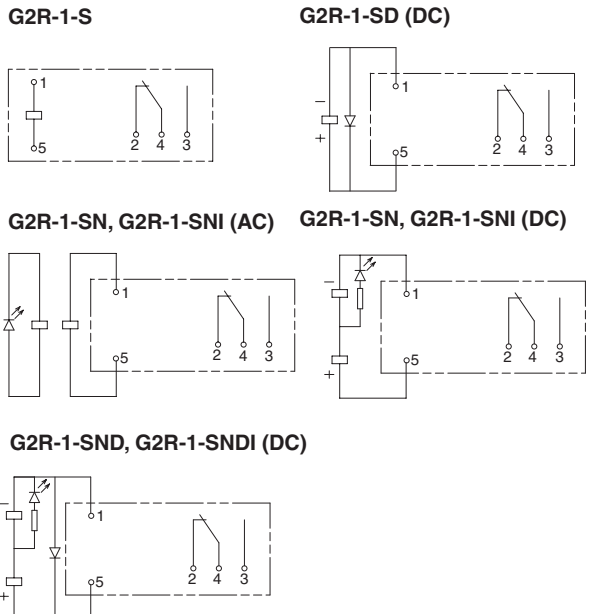 G2R-1-S
1
5
2 4 3
G2R-1-SD (DC)
−
+
1
5
2 4 3
G2R-1-SN, G2R-1-SNI (AC)
1
5
2 4 3
G2R-1-SN, G2R-1-SNI (DC)
−
+
1
5
2 4 3
G2R-1-SND, G2R-1-SNDI (DC)
−
+
1
5
2 4 3